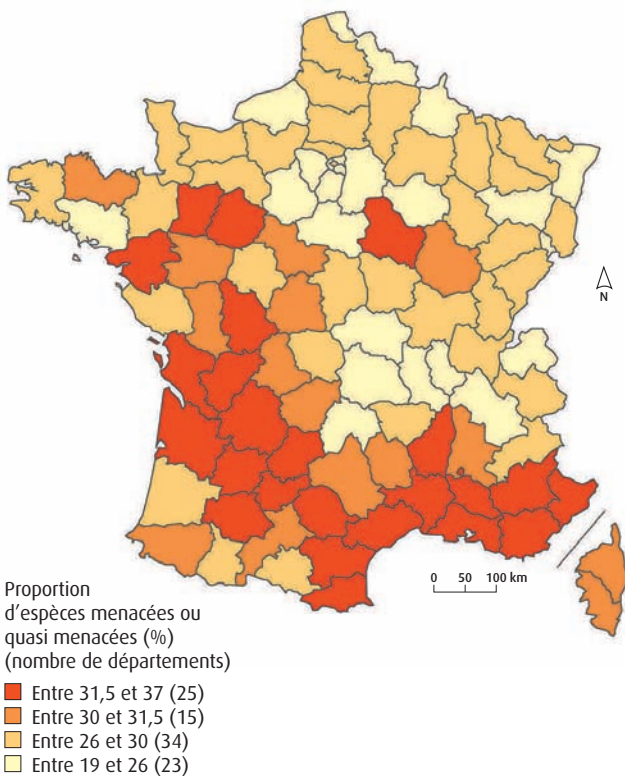 N
0 50 100 km
Proportion
d'espèces menacées ou
quasi menacées (%)
(nombre de départements)
Entre 31,5 et 37 (25)
Entre 30 et 31,5 (15)
Entre 26 et 30 (34)
Entre 19 et 26 (23)